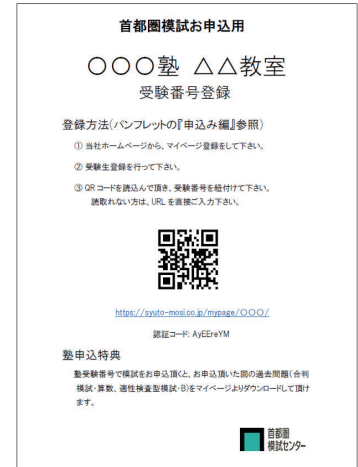 首都圏模試お申込用
〇〇〇塾 △△教室
受験番号登録
登録方法(パンフレットの『申込み編』参照)
① 当社ホームページから、マイページ登録をして下さい。
② 受験生登録を行って下さい。
③ QRコードを読込んで頂き、受験番号を紐付けて下さい。
読取れない方は、URLを直接ご入力下さい。
https://syuto-mosi.co.jp/mypage/〇〇〇/
認証コード: AyEEreYM
塾申込特典
塾受験番号で模試をお申込頂くと、お申込頂いた回の過去問題(合判
模試・算数、適性検査型模試・B)をマイページよりダウンロードして頂け
ます。
首都圏
模試センター